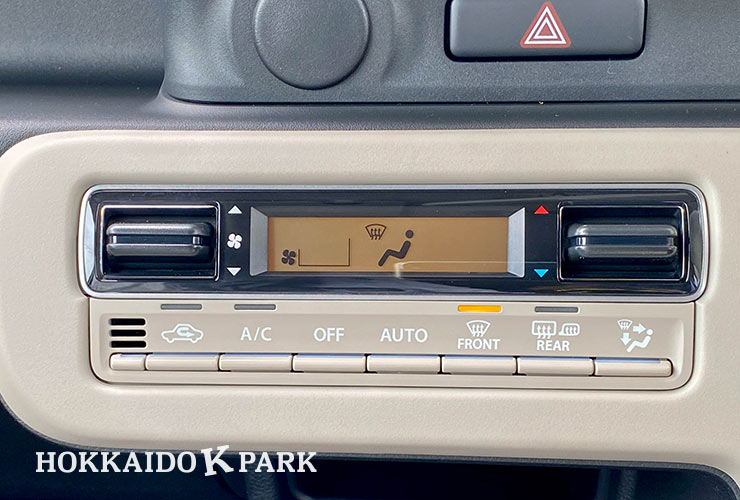 A/C OFF AUTO FRONT REAR
HOKKAIDO K PARK